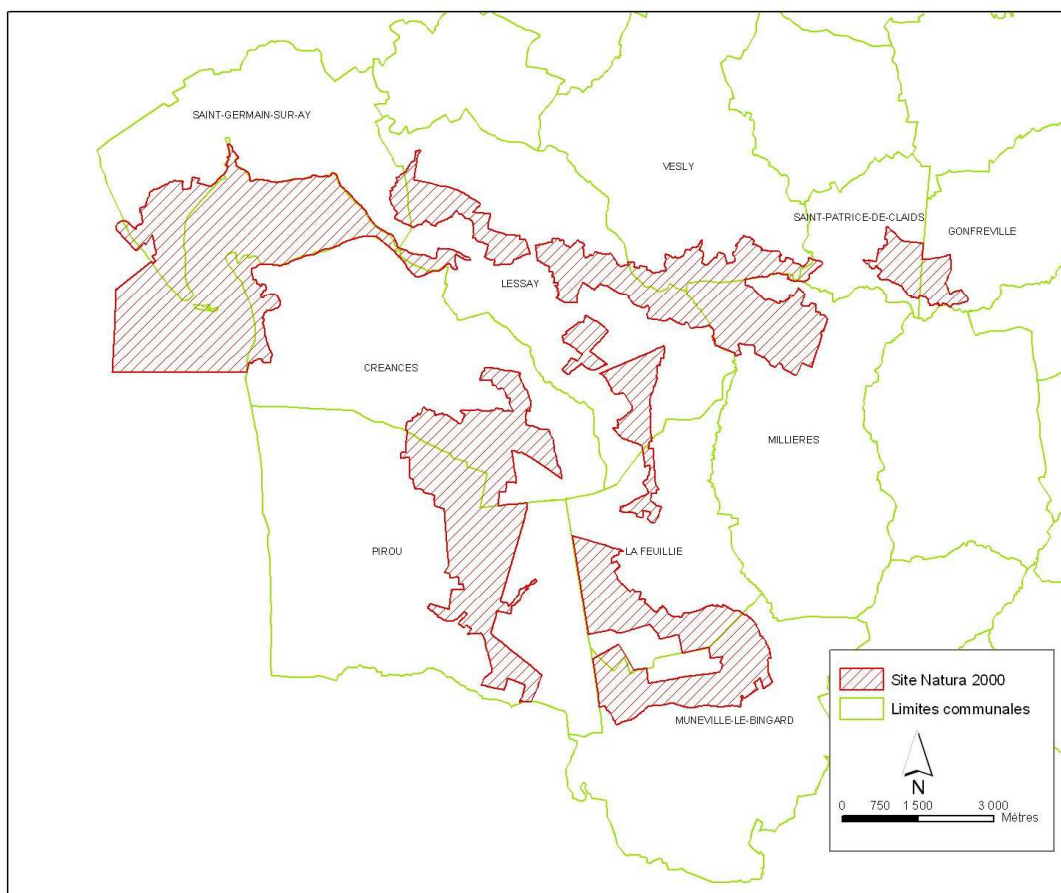 SAINT-GERMAIN-SUR-AY
VESLY
SAINT-PATRICE-DE-CLAIDS
GONFREVILLE
LESSAY
CREANCES
MILLIERES
PIROU
LA FEUILLIE
MUNEVILLE-LE-BINGARD
Site Natura 2000
Limites communales
N
0 750 1 500 3 000
Mètres